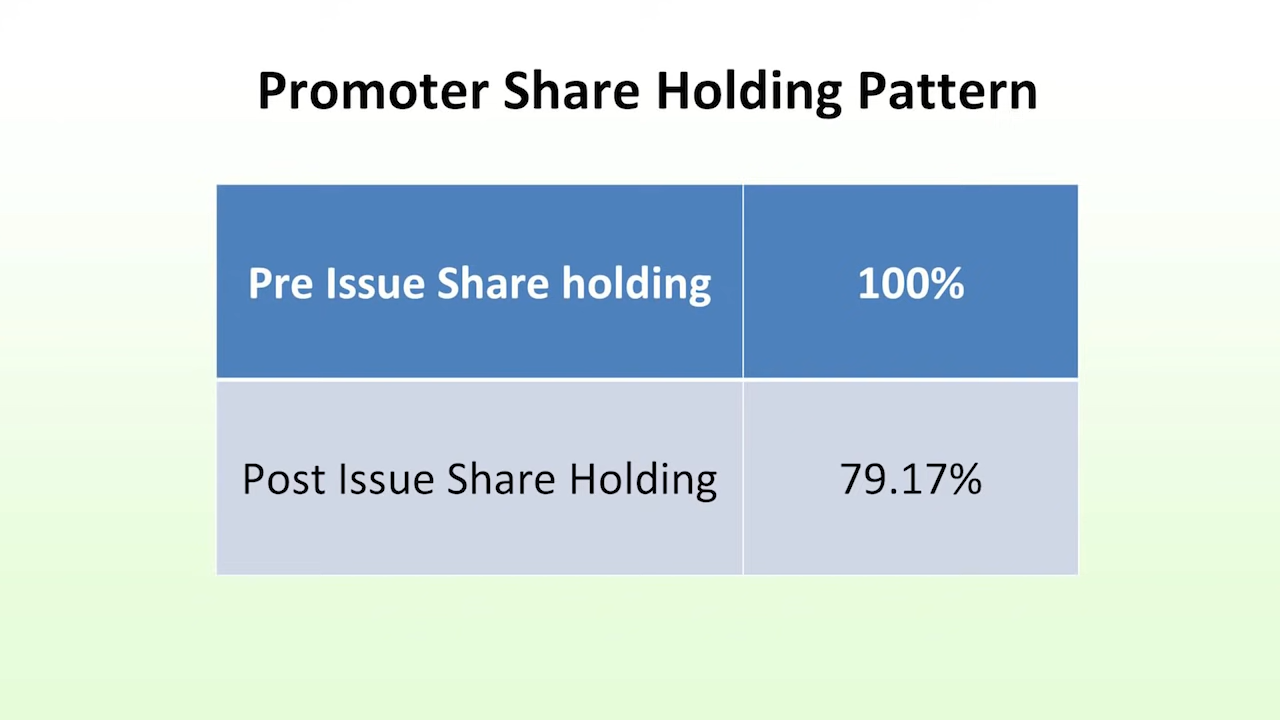 Promoter Share Holding Pattern
Pre Issue Share holding 100%
Post Issue Share Holding 79.17%